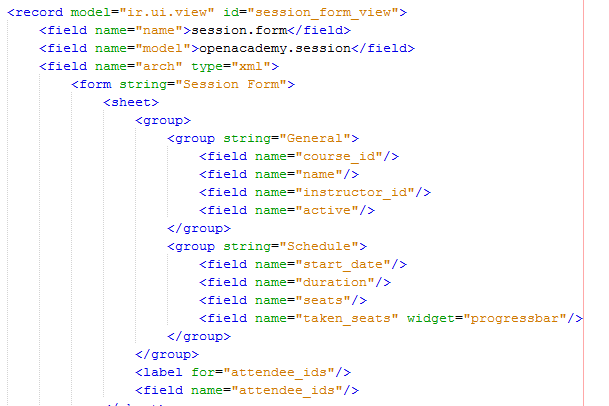 <record model="ir.ui.view" id="session_form_view">
    <field name="name">session.form</field>
    <field name="model">openacademy.session</field>
    <field name="arch" type="xml">
        <form string="Session Form">
            <sheet>
                <group>
                    <group string="General">
                        <field name="course_id"/>
                        <field name="name"/>
                        <field name="instructor_id"/>
                        <field name="active"/>
                    </group>
                    <group string="Schedule">
                        <field name="start_date"/>
                        <field name="duration"/>
                        <field name="seats"/>
                        <field name="taken_seats" widget="progressbar"/>
                    </group>
                </group>
                <label for="attendee_ids"/>
                <field name="attendee_ids"/>